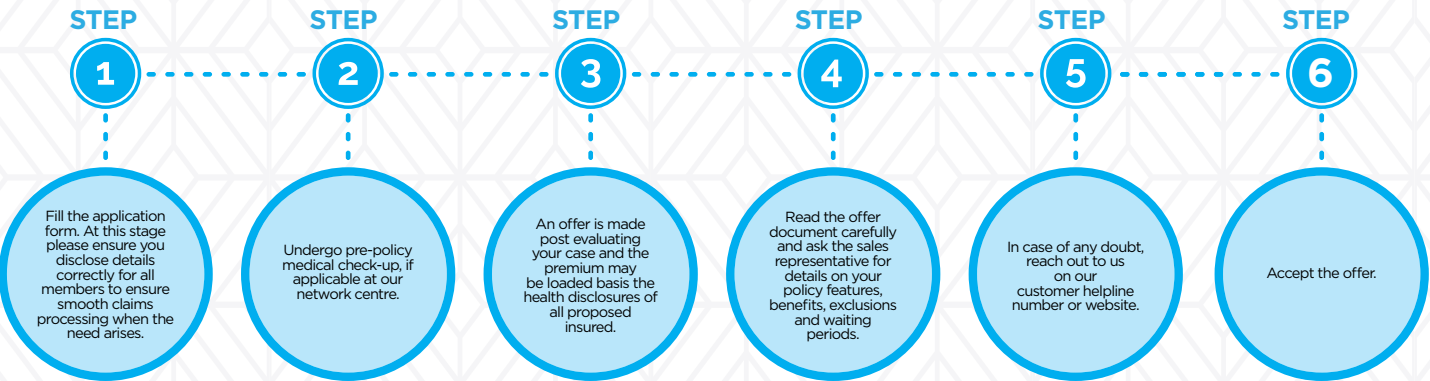 STEP
1
Fill the application
form. At this stage
please ensure you
disclose details
correctly for all
members to ensure
smooth claims
processing when the
need arises.
STEP
2
Undergo pre-policy
medical check-up, if
applicable at our
network centre.
STEP
3
An offer is made
post evaluating
your case and the
premium may
be loaded basis the
health disclosures of
all proposed
insured.
STEP
4
Read the offer
document carefully
and ask the sales
representative for
details on your
policy features,
benefits, exclusions
and waiting
periods.
STEP
5
In case of any doubt,
reach out to us
on our
customer helpline
number or website.
STEP
6
Accept the offer.